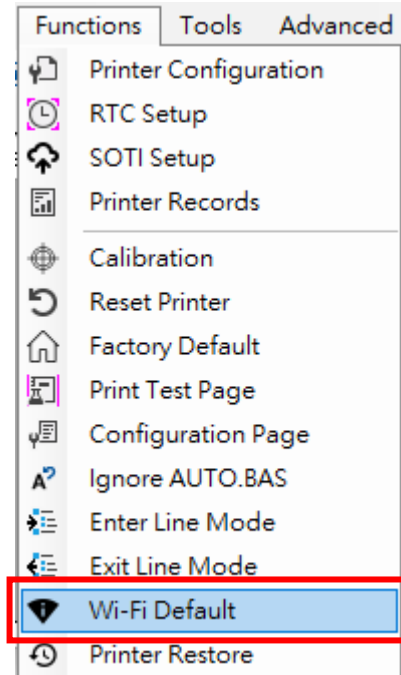 Functions Tools Advanced
Printer Configuration
RTC Setup
SOTI Setup
Printer Records
Calibration
Reset Printer
Factory Default
Print Test Page
Configuration Page
Ignore AUTO.BAS
Enter Line Mode
Exit Line Mode
Wi-Fi Default
Printer Restore